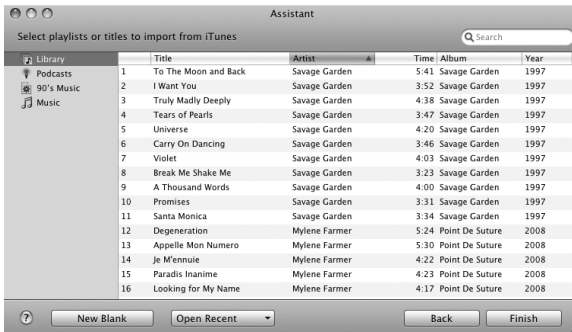 Assistant
Select playlists or titles to import from iTunes
Search
Library
Podcasts
90's Music
Music
Title Artist Time Album Year
1 To The Moon and Back Savage Garden 5:41 Savage Garden 1997
2 I Want You Savage Garden 3:52 Savage Garden 1997
3 Truly Madly Deeply Savage Garden 4:38 Savage Garden 1997
4 Tears of Pearls Savage Garden 3:47 Savage Garden 1997
5 Universe Savage Garden 4:20 Savage Garden 1997
6 Carry On Dancing Savage Garden 3:46 Savage Garden 1997
7 Violet Savage Garden 4:03 Savage Garden 1997
8 Break Me Shake Me Savage Garden 3:23 Savage Garden 1997
9 A Thousand Words Savage Garden 4:00 Savage Garden 1997
10 Promises Savage Garden 3:31 Savage Garden 1997
11 Santa Monica Savage Garden 3:34 Savage Garden 1997
12 Degeneration Mylene Farmer 5:24 Point De Suture 2008
13 Appelle Mon Numero Mylene Farmer 5:30 Point De Suture 2008
14 Je M'ennuie Mylene Farmer 4:22 Point De Suture 2008
15 Paradis Inanime Mylene Farmer 4:23 Point De Suture 2008
16 Looking for My Name Mylene Farmer 4:17 Point De Suture 2008
? New Blank Open Recent Back Finish